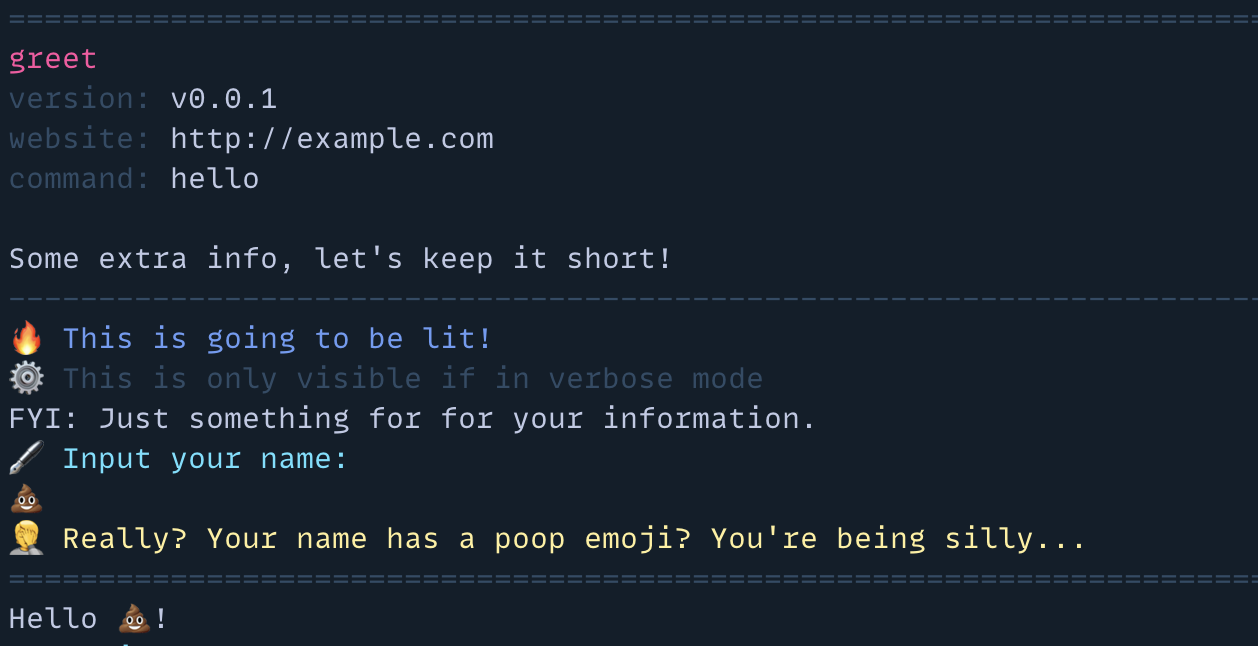 ================================================================================
greet
version: v0.0.1
website: http://example.com
command: hello
Some extra info, let's keep it short!
--------------------------------------------------------------------------------
🔥 This is going to be lit!
⚙️ This is only visible if in verbose mode
FYI: Just something for for your information.
🖋️ Input your name:
💩
🤦 Really? Your name has a poop emoji? You're being silly...
================================================================================
Hello 💩!